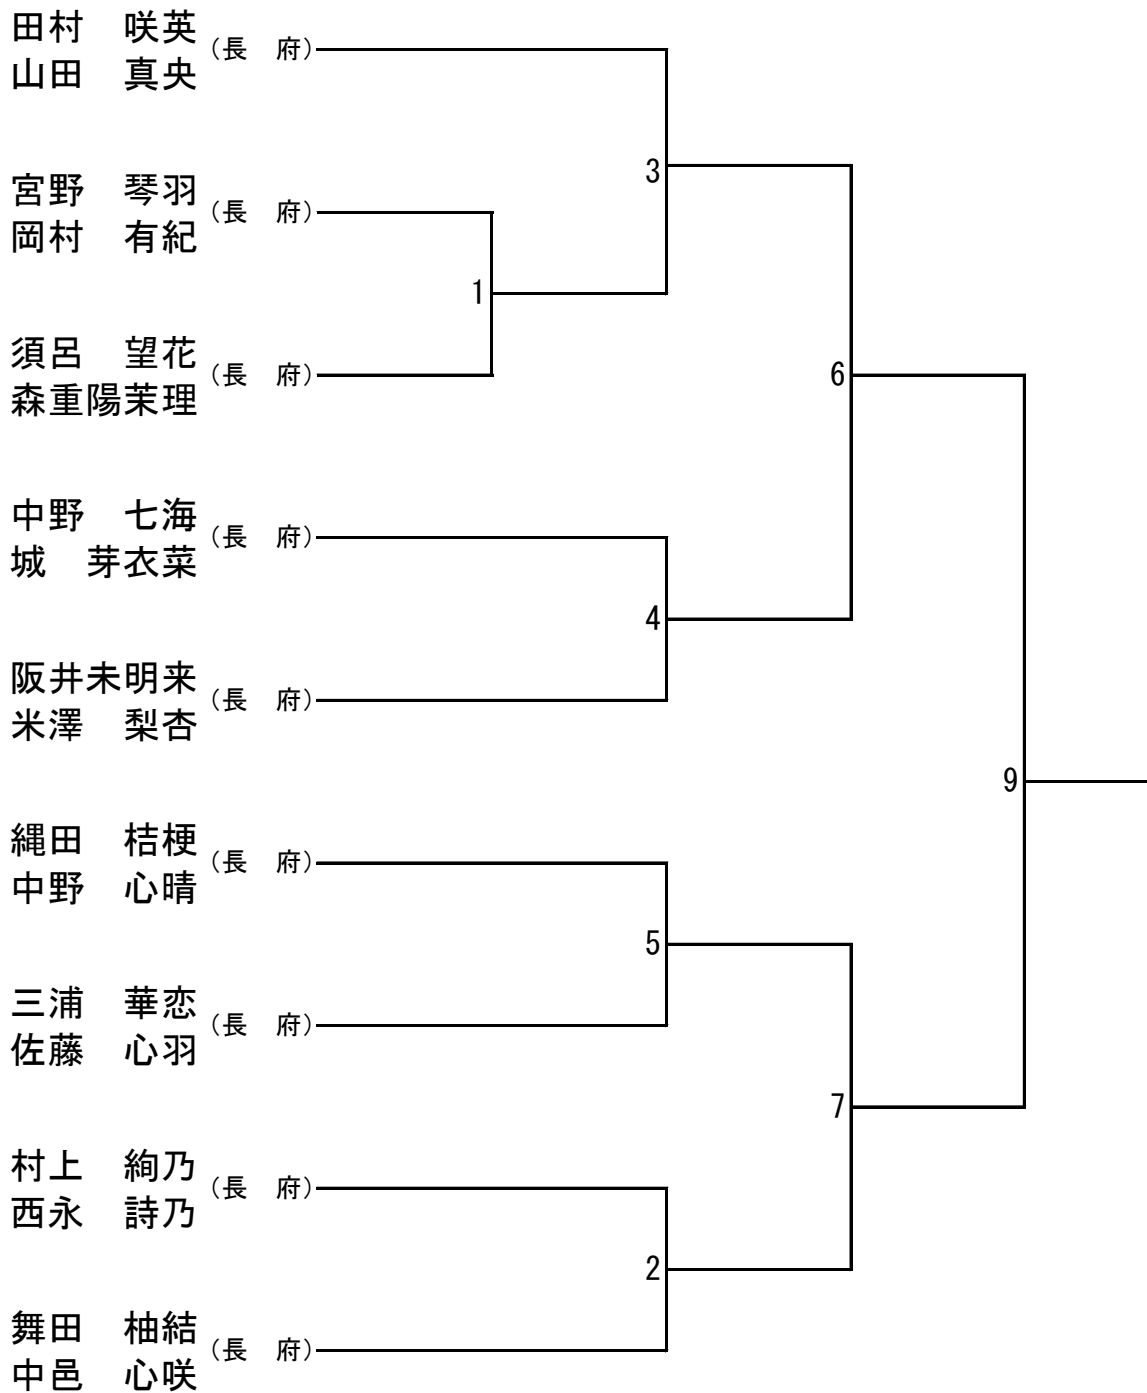 田村　咲英
(長　府)
山田　真央
3
宮野　琴羽
(長　府)
岡村　有紀
1
須呂　望花
(長　府)
森重陽茉理
6
中野　七海
(長　府)
城　芽衣菜
4
阪井未明来
(長　府)
米澤　梨杏
9
縄田　桔梗
(長　府)
中野　心晴
5
三浦　華恋
(長　府)
佐藤　心羽
7
村上　絢乃
(長　府)
西永　詩乃
2
舞田　柚結
(長　府)
中邑　心咲